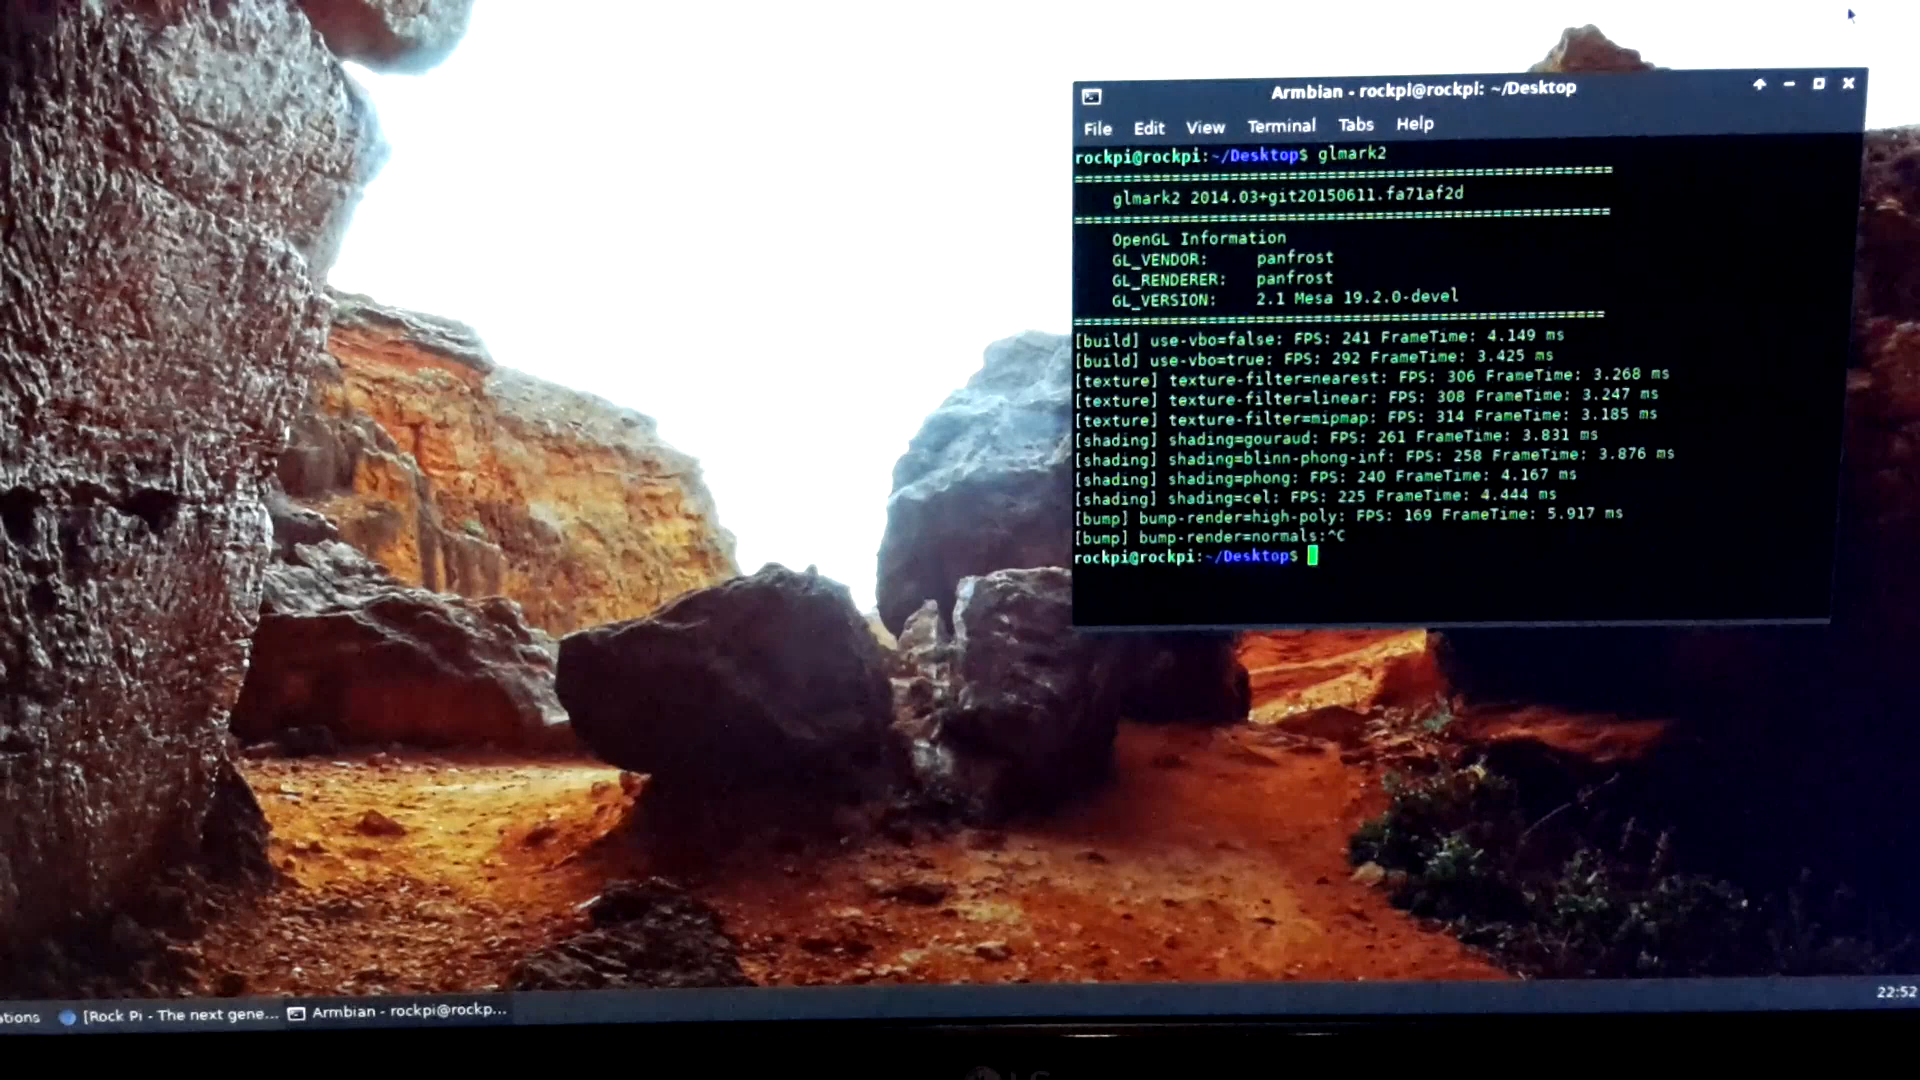 Armbian - rockpi@rockpi: ~/Desktop
File Edit View Terminal Tabs Help
rockpi@rockpi:~/Desktop$ glmark2
=======================================================
glmark2 2014.03+git20150611.fa71af2d
=======================================================
OpenGL Information
GL_VENDOR: panfrost
GL_RENDERER: panfrost
GL_VERSION: 2.1 Mesa 19.2.0-devel
=======================================================
[build] use-vbo=false: FPS: 241 FrameTime: 4.149 ms
[build] use-vbo=true: FPS: 292 FrameTime: 3.425 ms
[texture] texture-filter=nearest: FPS: 306 FrameTime: 3.268 ms
[texture] texture-filter=linear: FPS: 308 FrameTime: 3.247 ms
[texture] texture-filter=mipmap: FPS: 314 FrameTime: 3.185 ms
[shading] shading=gouraud: FPS: 261 FrameTime: 3.831 ms
[shading] shading=blinn-phong-inf: FPS: 258 FrameTime: 3.876 ms
[shading] shading=phong: FPS: 240 FrameTime: 4.167 ms
[shading] shading=cel: FPS: 225 FrameTime: 4.444 ms
[bump] bump-render=high-poly: FPS: 169 FrameTime: 5.917 ms
[bump] bump-render=normals:^C
rockpi@rockpi:~/Desktop$
ations [Rock Pi - The next gene... Armbian - rockpi@rockp... 22:52